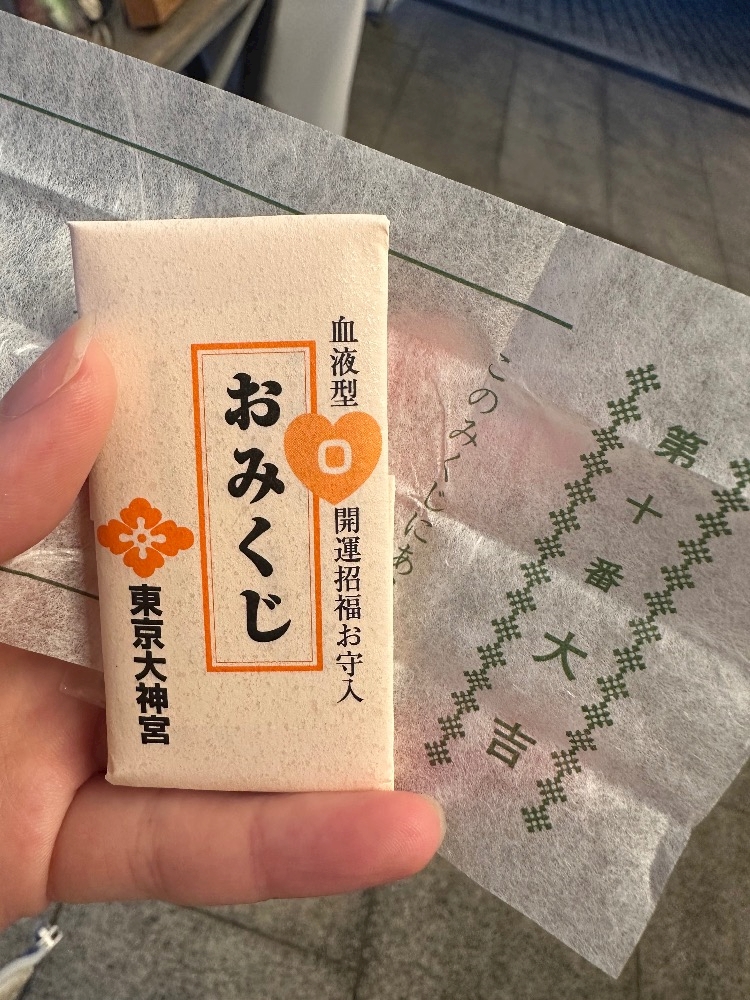 血液型
O
開運招福お守入
おみくじ
東京大神宮
第十番大吉
このみくじにあ